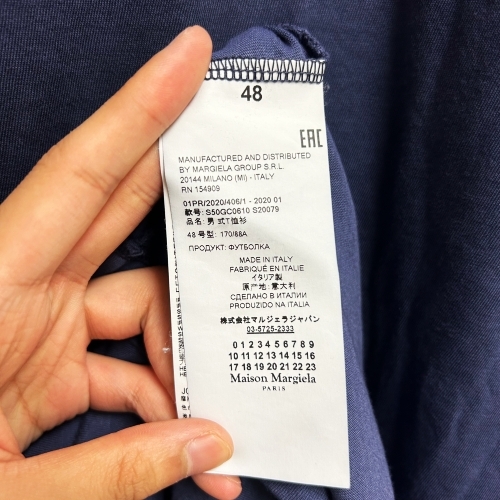 48
EAC
MANUFACTURED AND DISTRIBUTED
BY MARGIELA GROUP S.R.L.
20144 MILANO (MI) - ITALY
RN 154909
01PR/2020/406/1 - 2020 01
款号: S50GC0610 S20079
品名: 男 式T恤衫
48 号型: 170/88A
ПРОДУКТ: ФУТБОЛКА
MADE IN ITALY
FABRIQUÉ EN ITALIE
イタリア製
原产地: 意大利
СДЕЛАНО В ИТАЛИИ
PRODUZIDO NA ITALIA
株式会社マルジェラジャパン
03-5725-2333
0 1 2 3 4 5 6 7 8 9
10 11 12 13 14 15 16
17 18 19 20 21 22 23
Maison Margiela
PARIS